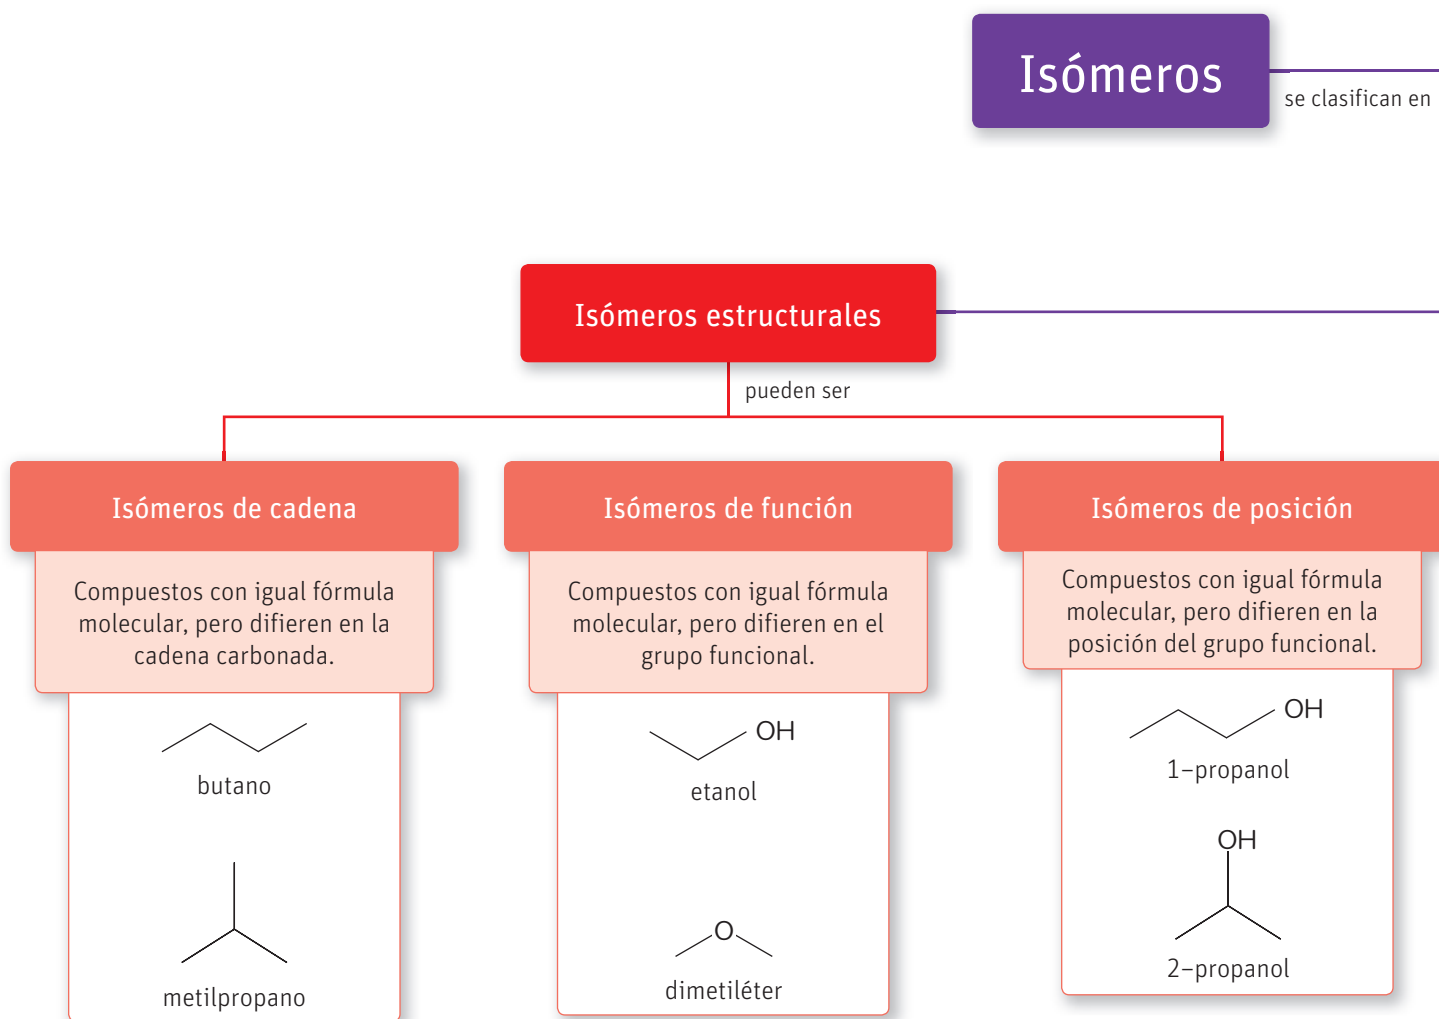 Isómeros
se clasifican en
Isómeros estructurales
pueden ser
Isómeros de cadena
Compuestos con igual fórmula
molecular, pero difieren en la
cadena carbonada.
butano
metilpropano
Isómeros de función
Compuestos con igual fórmula
molecular, pero difieren en el
grupo funcional.
OH
etanol
O
dimetiléter
Isómeros de posición
Compuestos con igual fórmula
molecular, pero difieren en la
posición del grupo funcional.
OH
1–propanol
OH
2–propanol